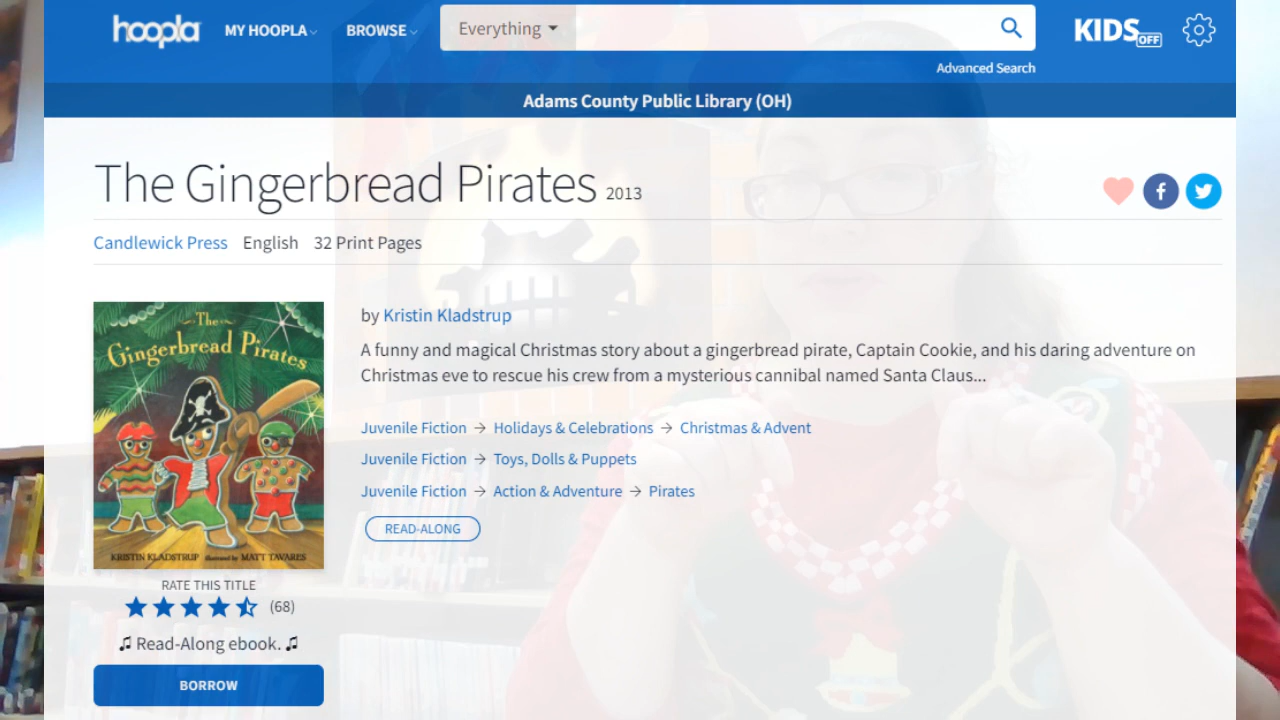 hoopla MY HOOPLA BROWSE Everything KIDS OFF
Advanced Search
Adams County Public Library (OH)
The Gingerbread Pirates 2013
f
Candlewick Press English 32 Print Pages
The
Gingerbread Pirates
KRISTIN KLADSTRUP illustrated by MATT TAVARES
by Kristin Kladstrup
A funny and magical Christmas story about a gingerbread pirate, Captain Cookie, and his daring adventure on
Christmas eve to rescue his crew from a mysterious cannibal named Santa Claus...
Juvenile Fiction → Holidays & Celebrations → Christmas & Advent
Juvenile Fiction → Toys, Dolls & Puppets
Juvenile Fiction → Action & Adventure → Pirates
READ-ALONG
RATE THIS TITLE
(68)
♫ Read-Along ebook. ♫
BORROW